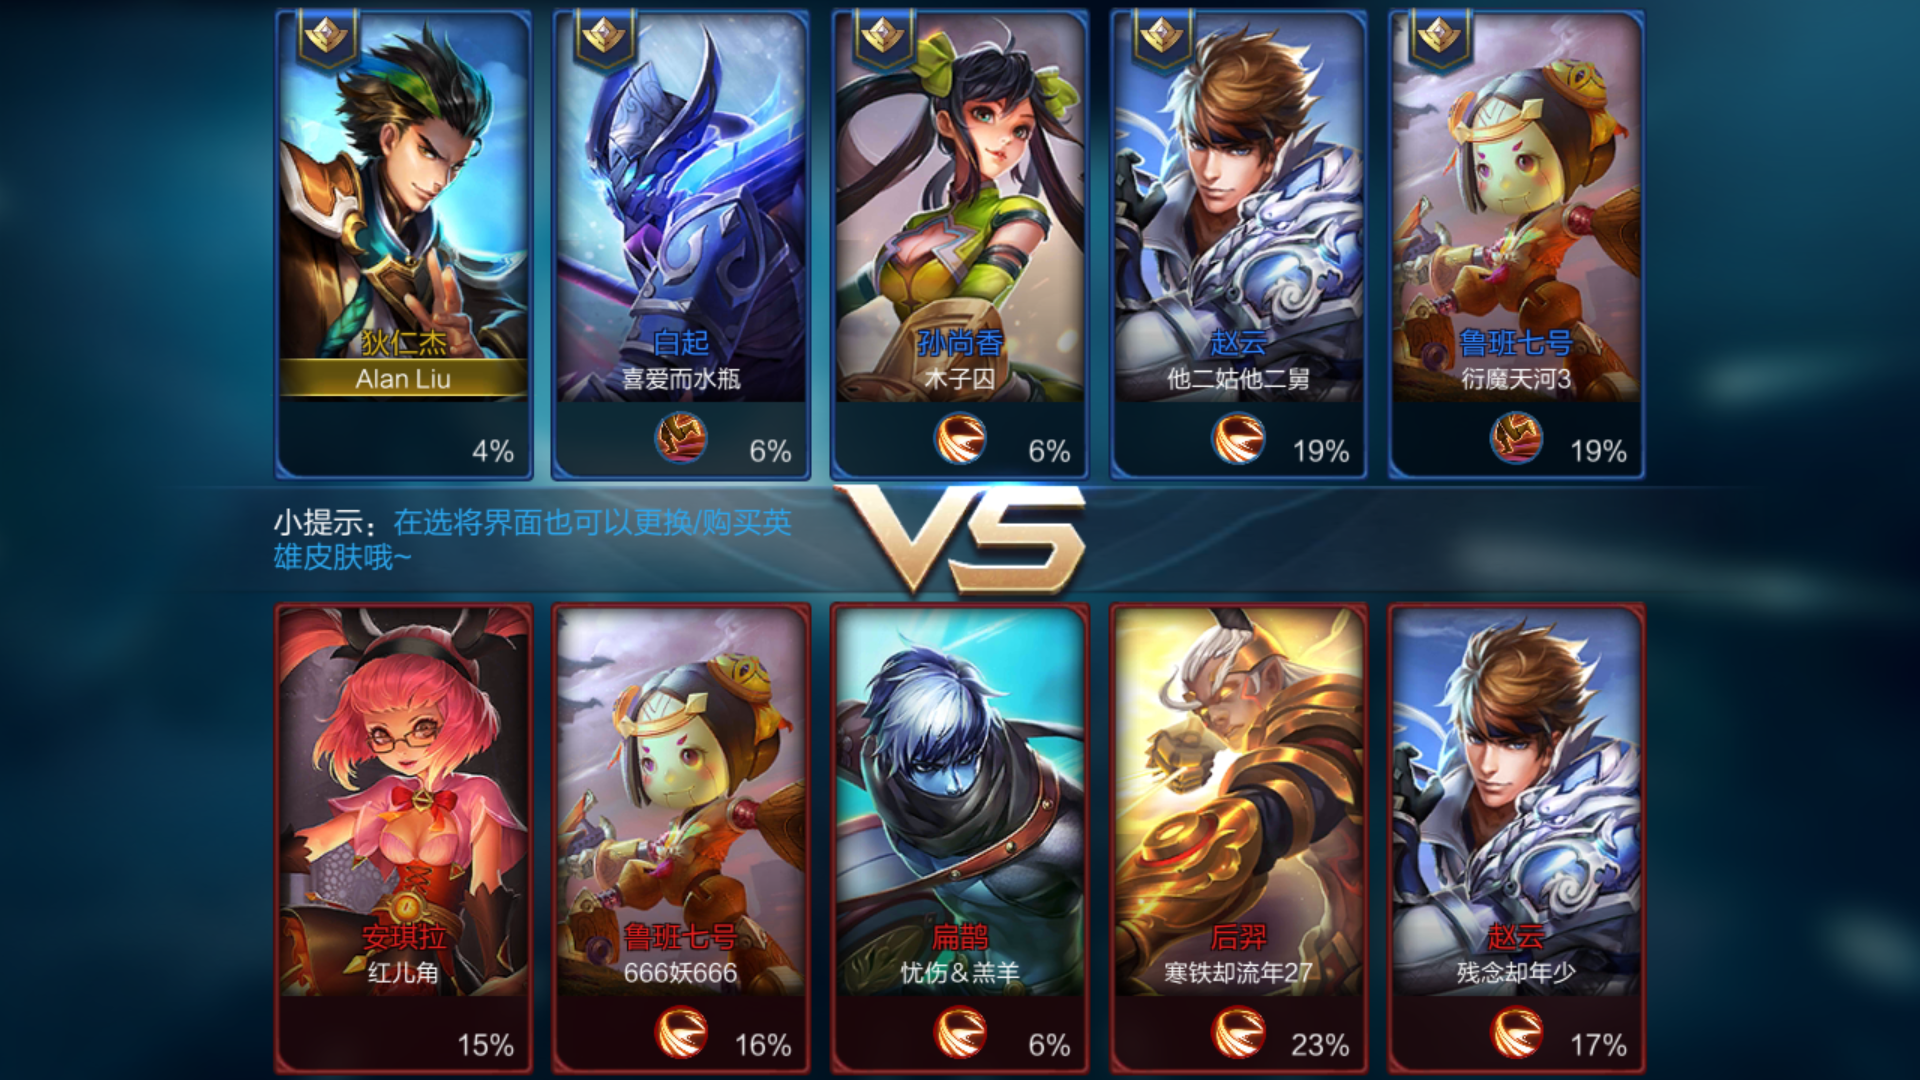 狄仁杰
Alan Liu
4%
白起
喜爱而水瓶
6%
孙尚香
木子囚
6%
赵云
他二姑他二舅
19%
鲁班七号
衍魔天河3
19%
小提示：在选将界面也可以更换/购买英
雄皮肤哦~
VS
安琪拉
红儿角
15%
鲁班七号
666妖666
16%
扁鹊
忧伤&羔羊
6%
后羿
寒铁却流年27
23%
赵云
残念却年少
17%